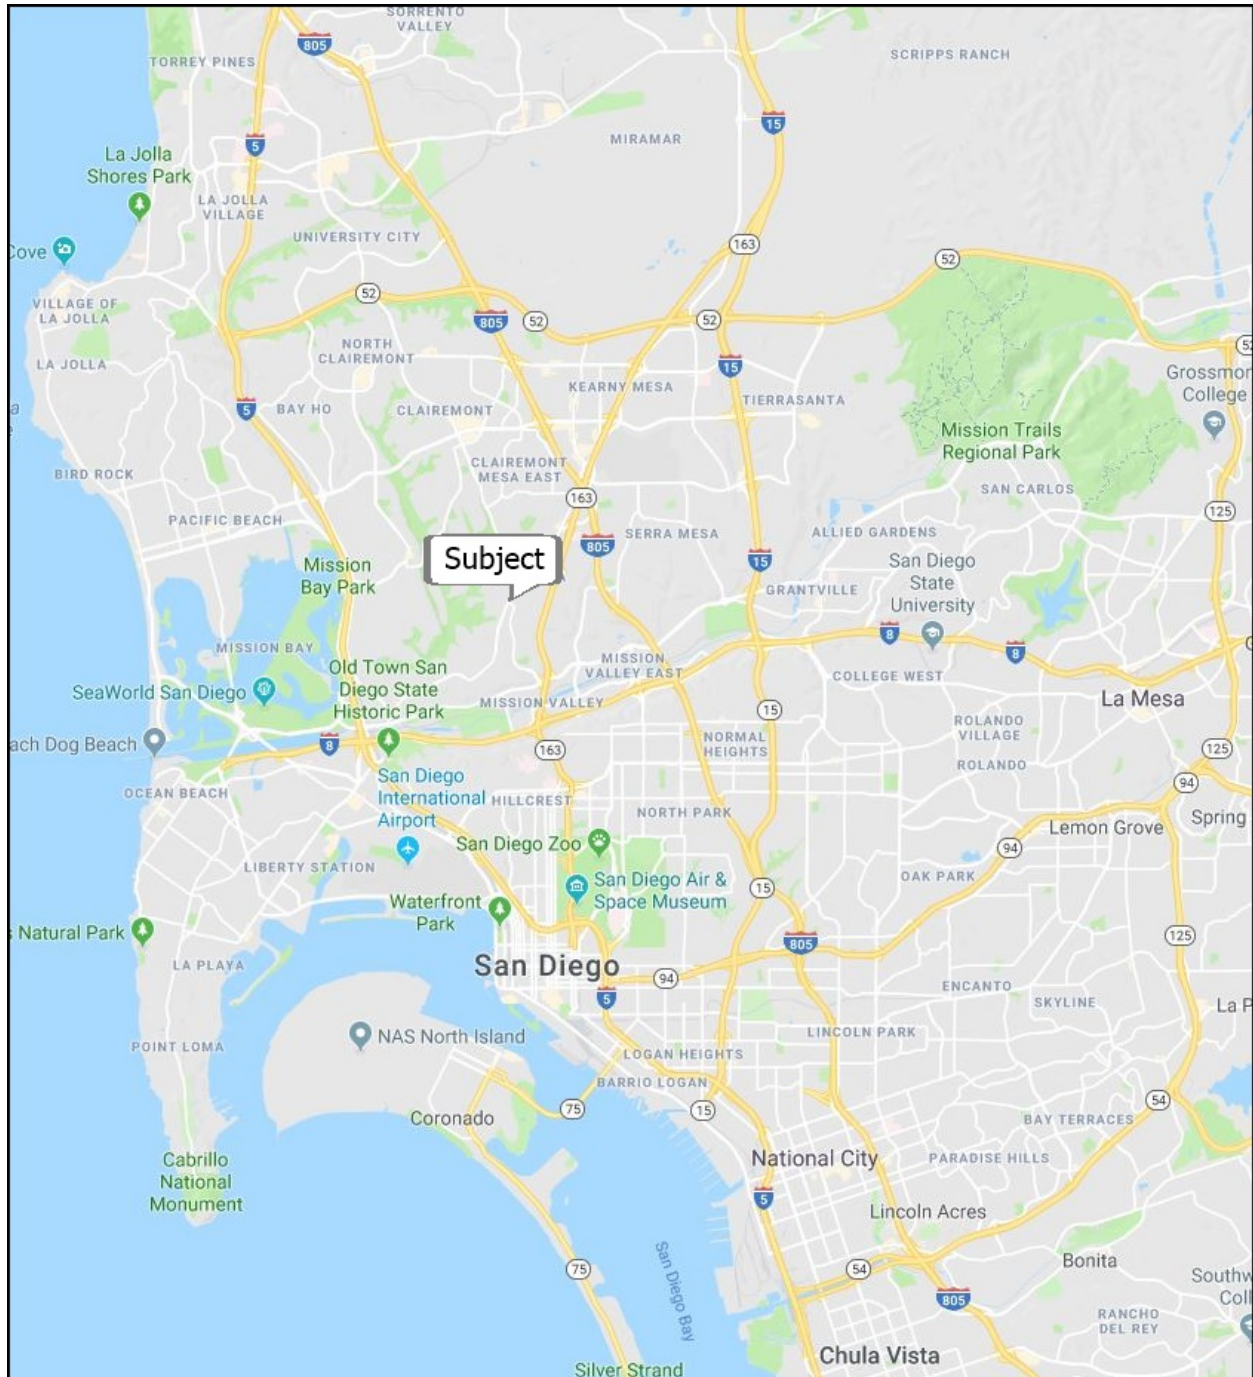 SORRENTO
VALLEY
805
TORREY PINES
SCRIPPS RANCH
15
5
MIRAMAR
La Jolla
Shores Park
LA JOLLA
VILLAGE
UNIVERSITY CITY
163
Cove
52
52
VILLAGE OF
LA JOLLA
805
52
52
NORTH
CLAIREMONT
52
LA JOLLA
15
KEARNY MESA
Grossmon
College
5
BAY HO
CLAIREMONT
TIERRASANTA
Mission Trails
Regional Park
BIRD ROCK
CLAIREMONT
MESA EAST
SAN CARLOS
163
125
PACIFIC BEACH
SERRA MESA
ALLIED GARDENS
805
Subject
15
San Diego
State
University
Mission
Bay Park
GRANTVILLE
8
8
MISSION BAY
MISSION
VALLEY EAST
Old Town San
Diego State
Historic Park
COLLEGE WEST
SeaWorld San Diego
MISSION VALLEY
La Mesa
15
ach Dog Beach
8
163
NORMAL
HEIGHTS
ROLANDO
VILLAGE
125
ROLANDO
94
San Diego
International
Airport
OCEAN BEACH
HILLCREST
NORTH PARK
Spring
Lemon Grove
San Diego Zoo
94
LIBERTY STATION
San Diego Air &
Space Museum
15
OAK PARK
Waterfront
Park
s Natural Park
805
125
LA PLAYA
San Diego
94
5
ENCANTO
SKYLINE
La P
NAS North Island
LINCOLN PARK
POINT LOMA
LOGAN HEIGHTS
BARRIO LOGAN
75
15
54
Coronado
BAY TERRACES
Cabrillo
National
Monument
National City
PARADISE HILLS
5
Lincoln Acres
San Diego Bay
75
54
Bonita
Southw
Coll
805
RANCHO
DEL REY
Chula Vista
Silver Strand